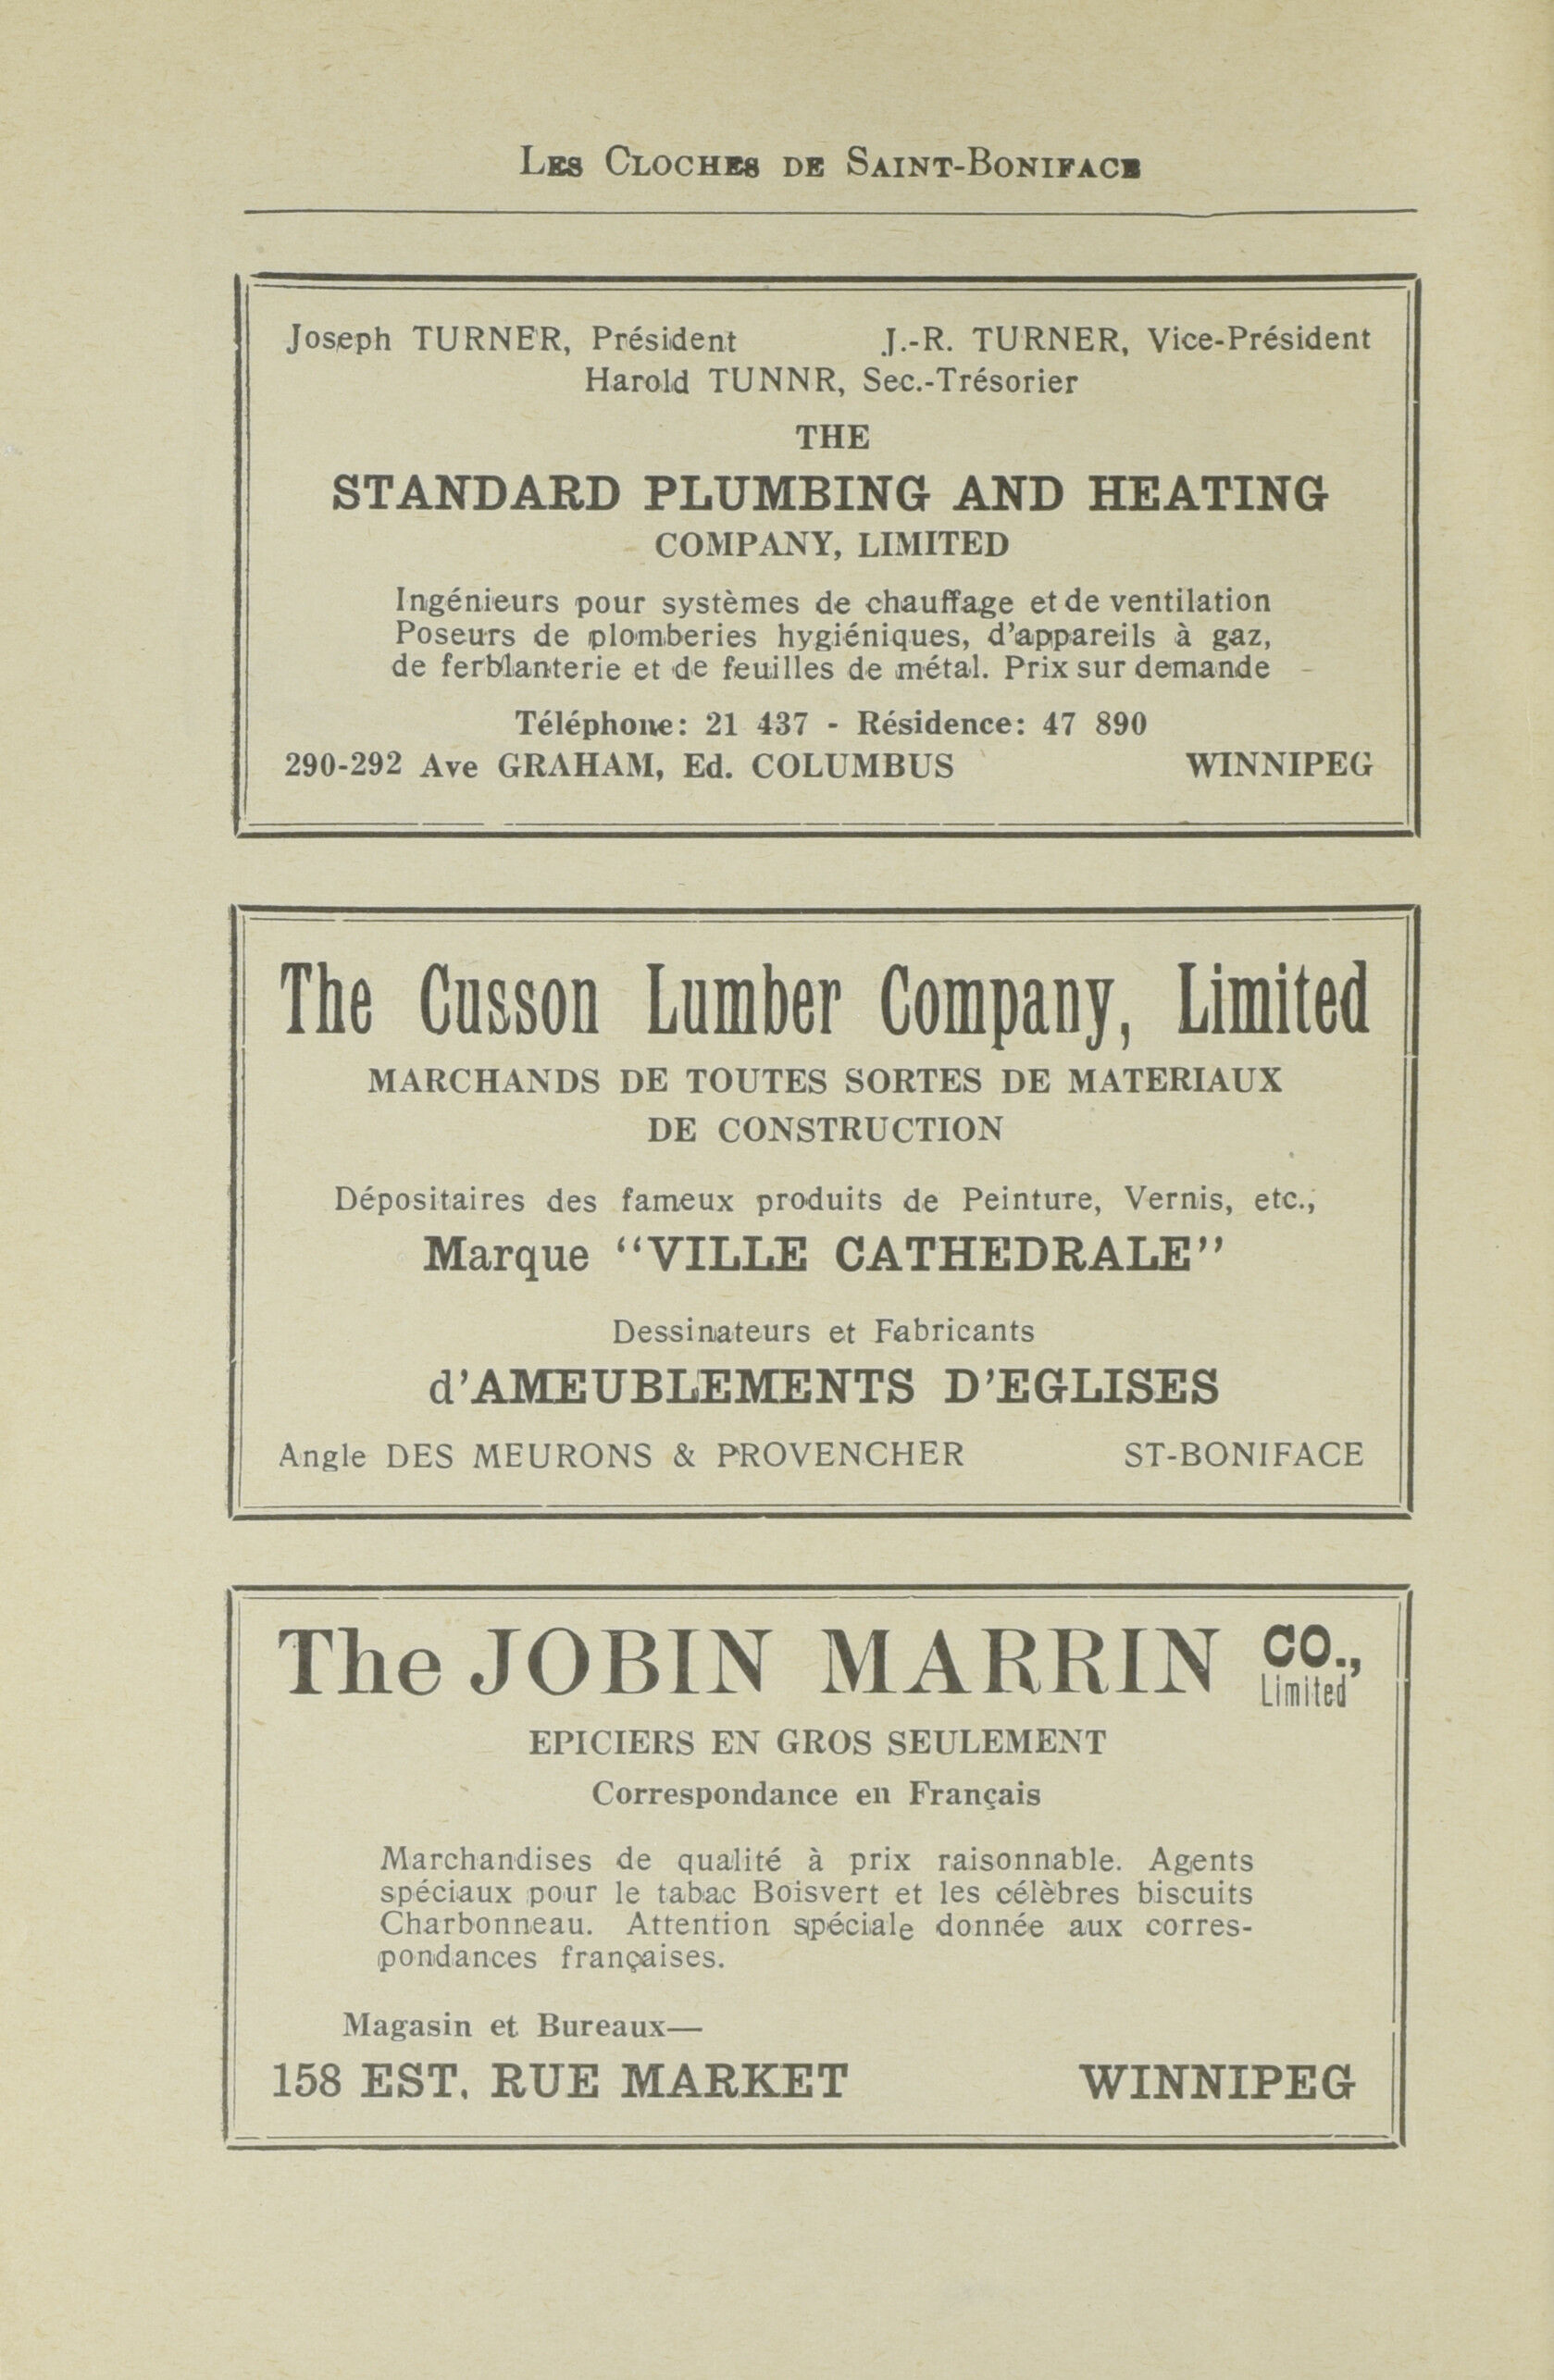 Les Cloches de Saint-Boniface
Joseph TURNER, Président J.-R. TURNER, Vice-Président
Harold TUNNR, Sec.-Trésorier
THE
STANDARD PLUMBING AND HEATING
COMPANY, LIMITED
Ingénieurs pour systèmes de chauffage et de ventilation
Poseurs de plomberies hygiéniques, d'appareils à gaz,
de ferblanterie et de feuilles de métal. Prix sur demande
Téléphone: 21 437 - Résidence: 47 890
290-292 Ave GRAHAM, Ed. COLUMBUS WINNIPEG
The Cusson Lumber Company, Limited
MARCHANDS DE TOUTES SORTES DE MATERIAUX
DE CONSTRUCTION
Dépositaires des fameux produits de Peinture, Vernis, etc.,
Marque "VILLE CATHEDRALE"
Dessinateurs et Fabricants
d'AMEUBLEMENTS D'EGLISES
Angle DES MEURONS & PROVENCHER ST-BONIFACE
The JOBIN MARRIN CO.,
Limited
EPICIERS EN GROS SEULEMENT
Correspondance en Français
Marchandises de qualité à prix raisonnable. Agents
spéciaux pour le tabac Boisvert et les célèbres biscuits
Charbonneau. Attention spéciale donnée aux corres-
pondances françaises.
Magasin et Bureaux—
158 EST, RUE MARKET WINNIPEG